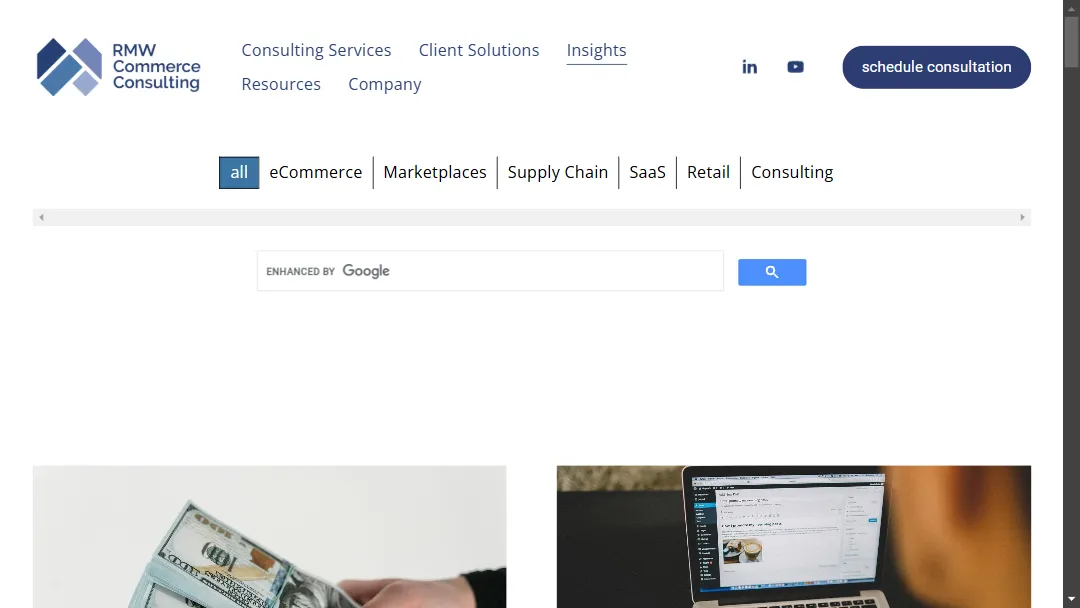 RMW
Commerce
Consulting
Consulting Services
Client Solutions
Insights
Resources
Company
schedule consultation
all
eCommerce
Marketplaces
Supply Chain
SaaS
Retail
Consulting
ENHANCED BY Google
100